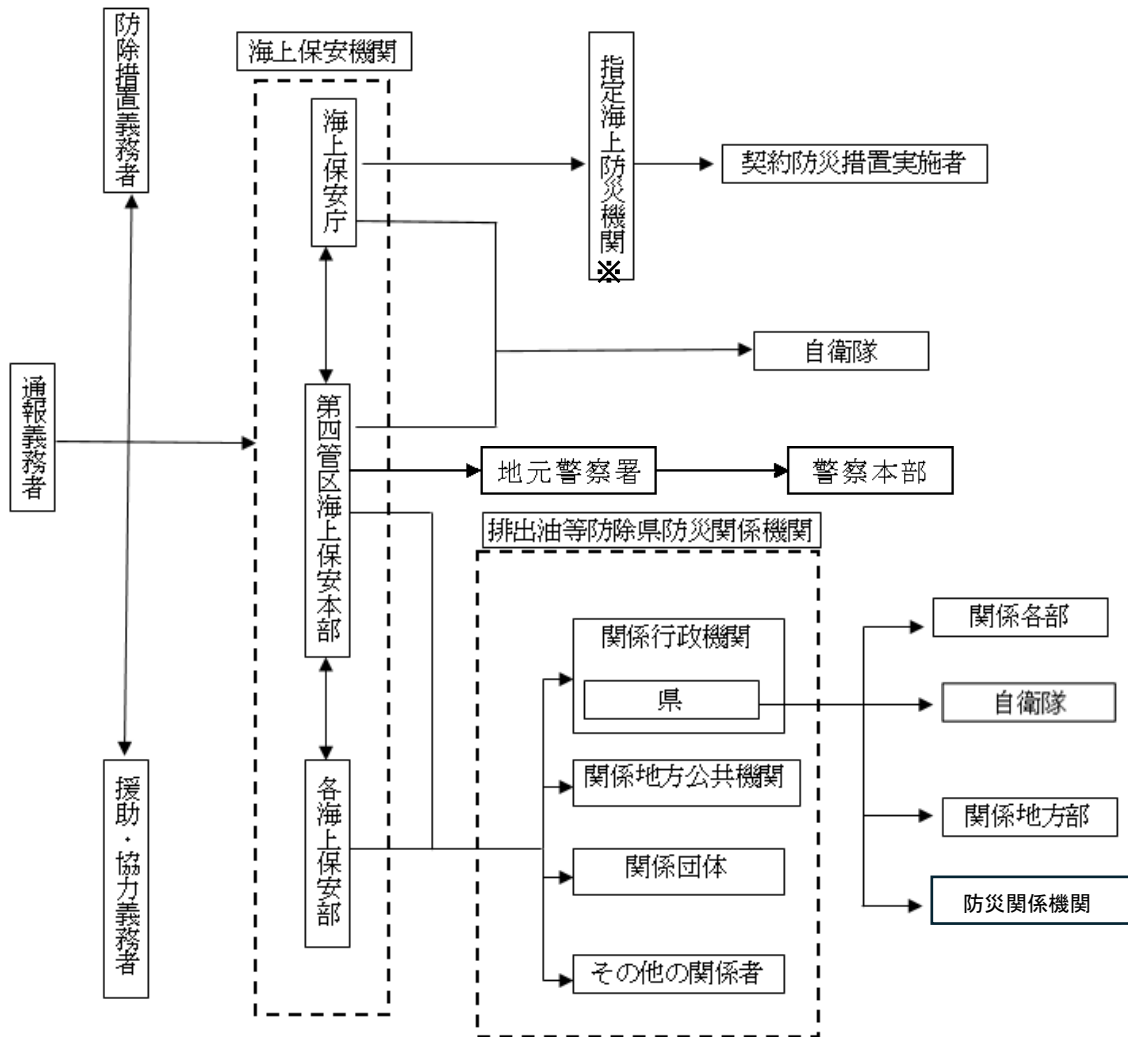 防除措置義務者
海上保安機関
海上保安庁
指定海上防災機関※
契約防災措置実施者
自衛隊
通報義務者
第四管区海上保安本部
地元警察署
警察本部
排出油等防除県防災関係機関
関係行政機関
県
関係各部
自衛隊
関係地方公共機関
関係地方部
援助・協力義務者
各海上保安部
関係団体
防災関係機関
その他の関係者